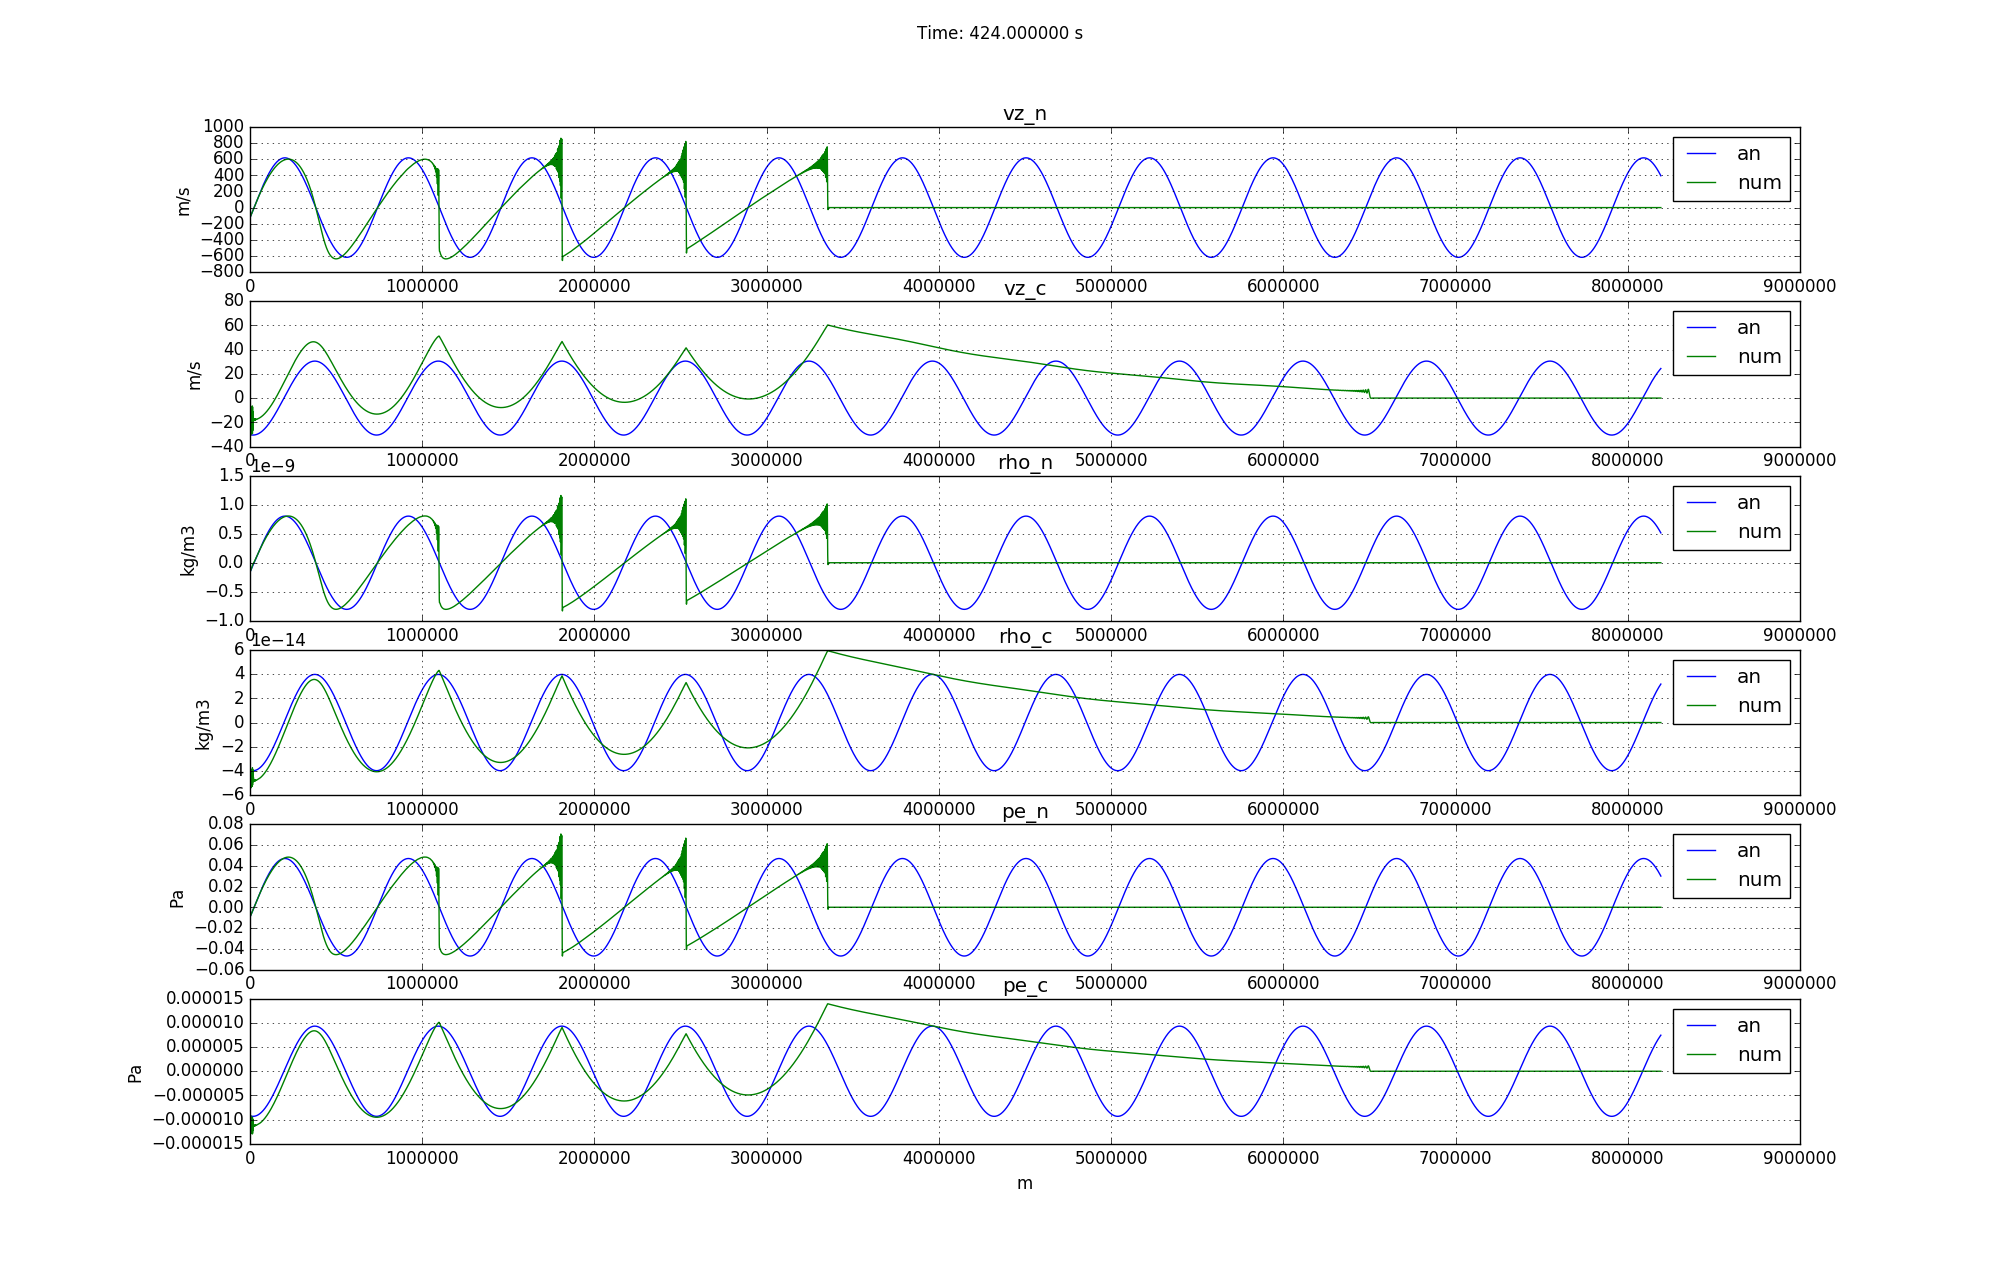 Time: 424.000000 s
vz_n
1000
800
600
400
200
0
−200
−400
−600
−800
m/s
an
num
0 1000000 2000000 3000000 4000000 5000000 6000000 7000000 8000000 9000000
vz_c
80
60
40
20
0
−20
−40
m/s
an
num
0 1000000 2000000 3000000 4000000 5000000 6000000 7000000 8000000 9000000
1e−9
rho_n
1.5
1.0
0.5
0.0
−0.5
−1.0
kg/m3
an
num
0 1000000 2000000 3000000 4000000 5000000 6000000 7000000 8000000 9000000
1e−14
rho_c
6
4
2
0
−2
−4
−6
kg/m3
an
num
0 1000000 2000000 3000000 4000000 5000000 6000000 7000000 8000000 9000000
pe_n
0.08
0.06
0.04
0.02
0.00
−0.02
−0.04
−0.06
Pa
an
num
0 1000000 2000000 3000000 4000000 5000000 6000000 7000000 8000000 9000000
pe_c
0.000015
0.000010
0.000005
0.000000
−0.000005
−0.000010
−0.000015
Pa
an
num
0 1000000 2000000 3000000 4000000 5000000 6000000 7000000 8000000 9000000
m